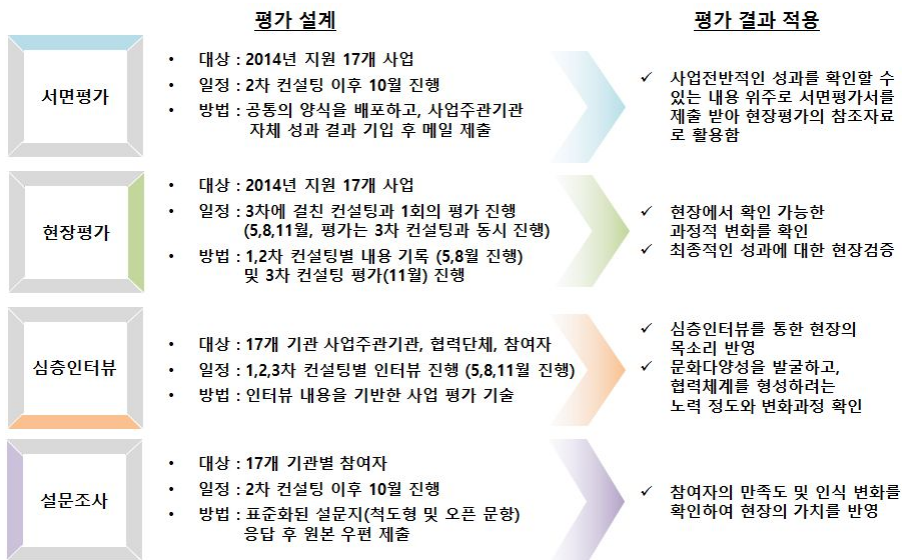 평가 설계
평가 결과 적용
서면평가
• 대상 : 2014년 지원 17개 사업
• 일정 : 2차 컨설팅 이후 10월 진행
• 방법 : 공통의 양식을 배포하고, 사업주관기관
자체 성과 결과 기입 후 메일 제출
✓ 사업전반적인 성과를 확인할 수
있는 내용 위주로 서면평가서를
제출 받아 현장평가의 참조자료
로 활용함
현장평가
• 대상 : 2014년 지원 17개 사업
• 일정 : 3차에 걸친 컨설팅과 1회의 평가 진행
(5,8,11월, 평가는 3차 컨설팅과 동시 진행)
• 방법 : 1,2차 컨설팅별 내용 기록 (5,8월 진행)
및 3차 컨설팅 평가(11월) 진행
✓ 현장에서 확인 가능한
과정적 변화를 확인
✓ 최종적인 성과에 대한 현장검증
심층인터뷰
• 대상 : 17개 기관 사업주관기관, 협력단체, 참여자
• 일정 : 1,2,3차 컨설팅별 인터뷰 진행 (5,8,11월 진행)
• 방법 : 인터뷰 내용을 기반한 사업 평가 기술
✓ 심층인터뷰를 통한 현장의
목소리 반영
✓ 문화다양성을 발굴하고,
협력체계를 형성하려는
노력 정도와 변화과정 확인
설문조사
• 대상 : 17개 기관별 참여자
• 일정 : 2차 컨설팅 이후 10월 진행
• 방법 : 표준화된 설문지(척도형 및 오픈 문항)
응답 후 원본 우편 제출
✓ 참여자의 만족도 및 인식 변화를
확인하여 현장의 가치를 반영